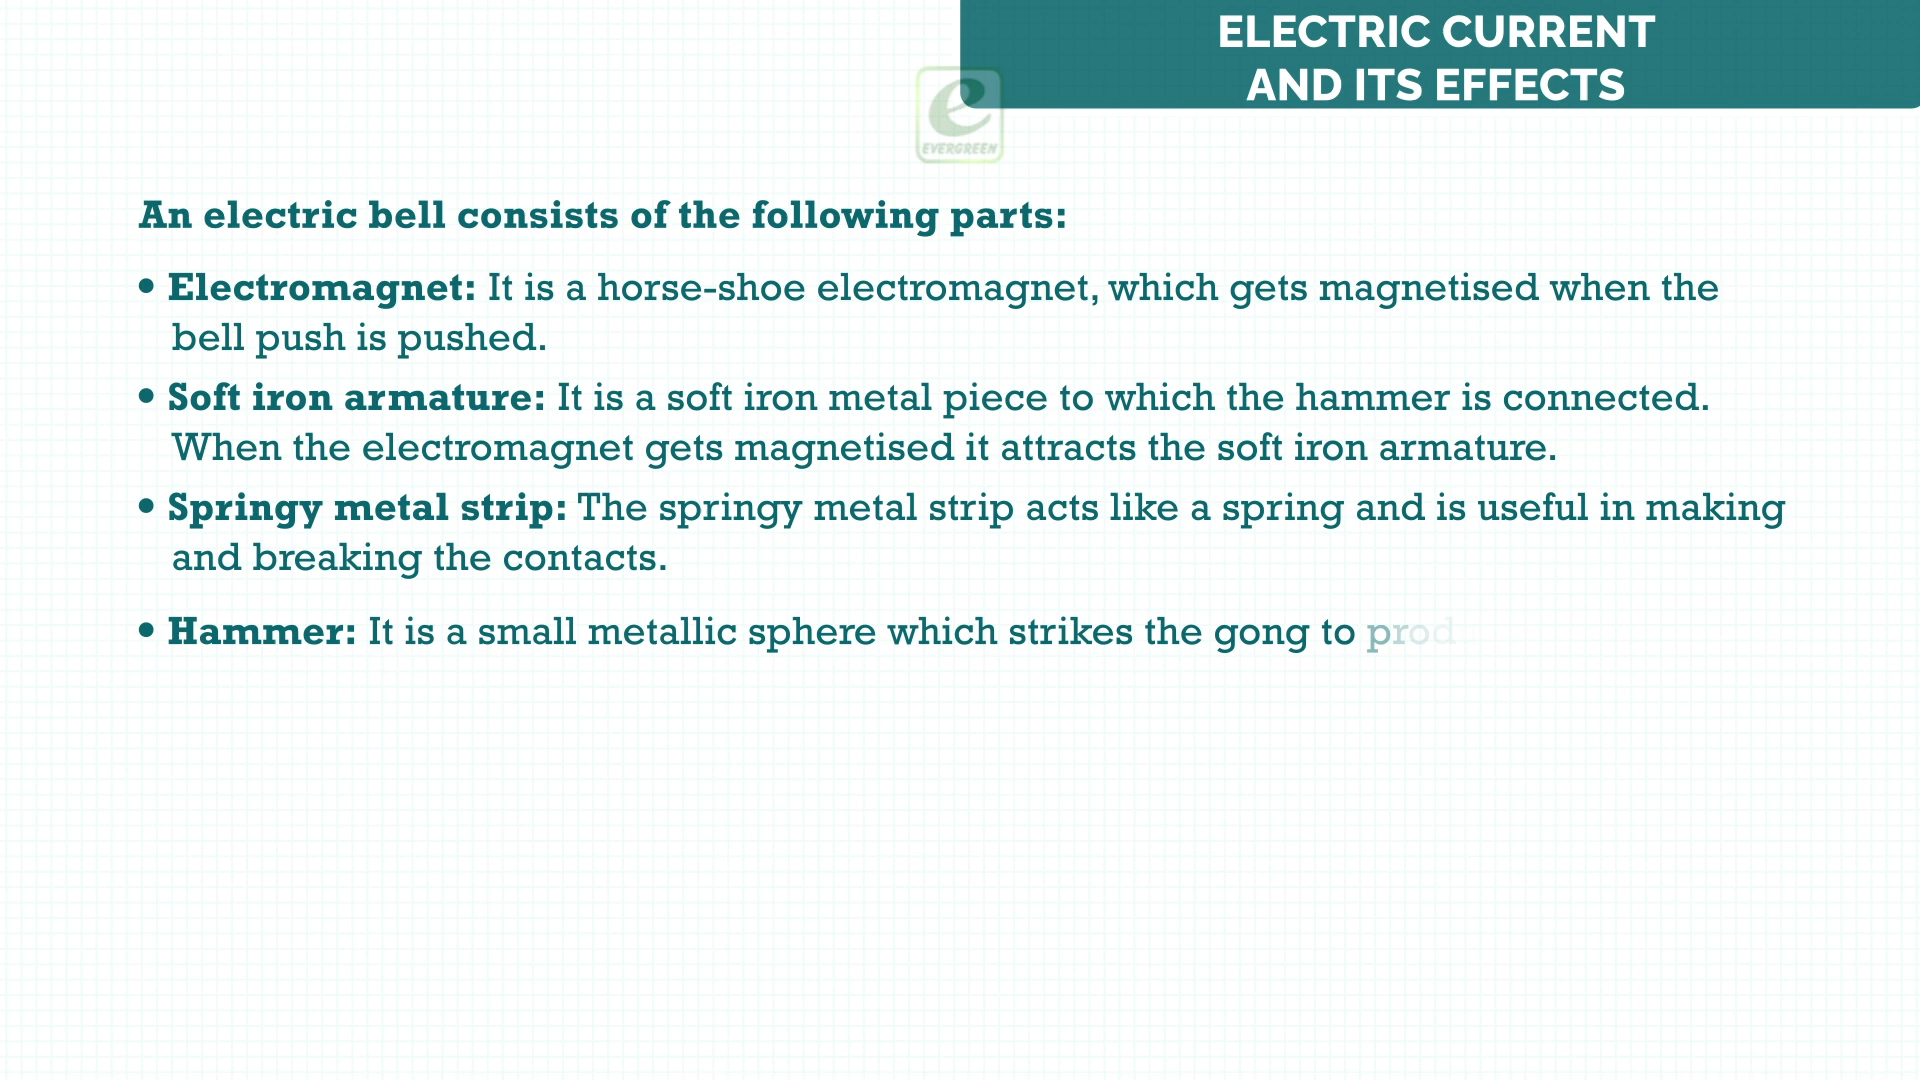 ELECTRIC CURRENT
AND ITS EFFECTS
EVERGREEN
An electric bell consists of the following parts:
• Electromagnet: It is a horse-shoe electromagnet, which gets magnetised when the
bell push is pushed.
• Soft iron armature: It is a soft iron metal piece to which the hammer is connected.
When the electromagnet gets magnetised it attracts the soft iron armature.
• Springy metal strip: The springy metal strip acts like a spring and is useful in making
and breaking the contacts.
• Hammer: It is a small metallic sphere which strikes the gong to prod